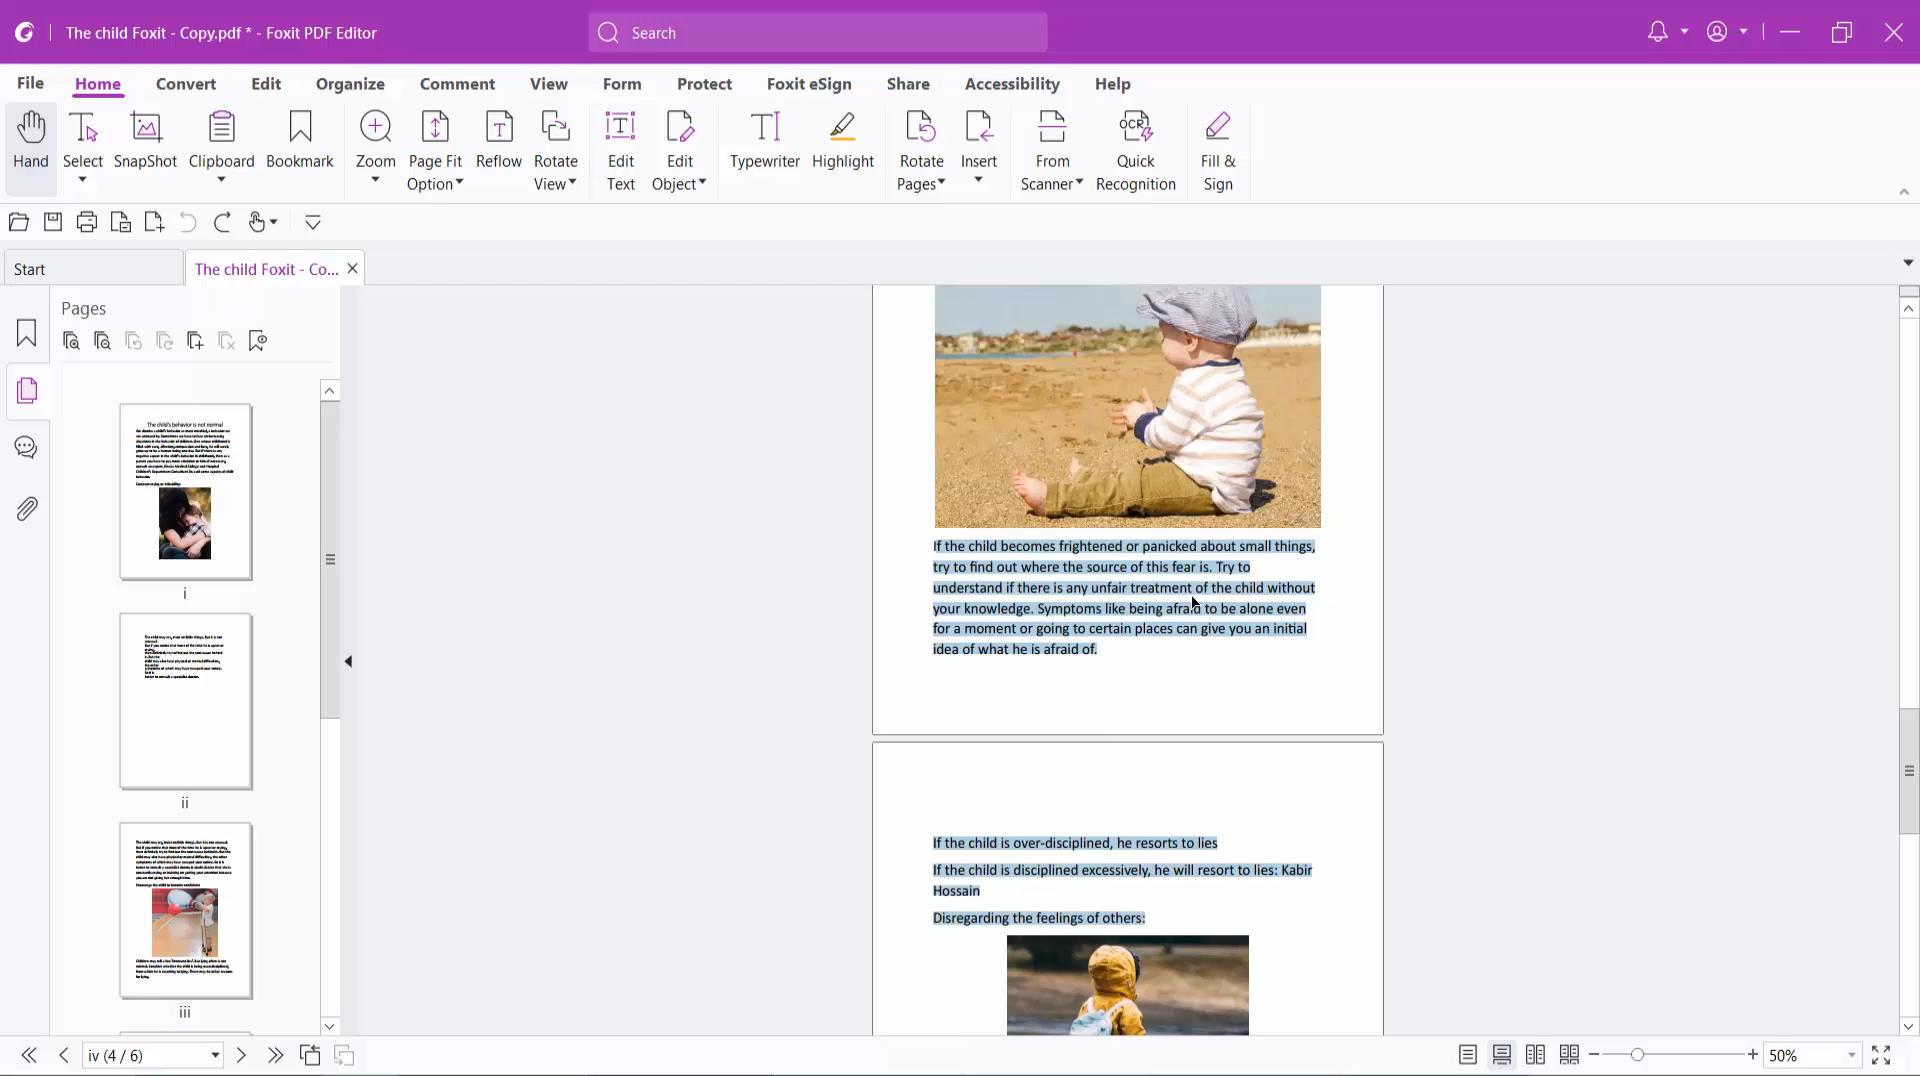 The child Foxit - Copy.pdf * - Foxit PDF Editor
Search
File Home Convert Edit Organize Comment View Form Protect Foxit eSign Share Accessibility Help
Hand
Select
SnapShot
Clipboard
Bookmark
Zoom
Page Fit
Option
Reflow
Rotate
View
Edit
Text
Edit
Object
Typewriter
Highlight
Rotate
Pages
Insert
From
Scanner
OCR
Quick
Recognition
Fill &
Sign
Start
The child Foxit - Co...
Pages
The child's behavior is not normal
i
ii
iii
If the child becomes frightened or panicked about small things,
try to find out where the source of this fear is. Try to
understand if there is any unfair treatment of the child without
your knowledge. Symptoms like being afraid to be alone even
for a moment or going to certain places can give you an initial
idea of what he is afraid of.
If the child is over-disciplined, he resorts to lies
If the child is disciplined excessively, he will resort to lies: Kabir
Hossain
Disregarding the feelings of others:
iv (4 / 6)
50%